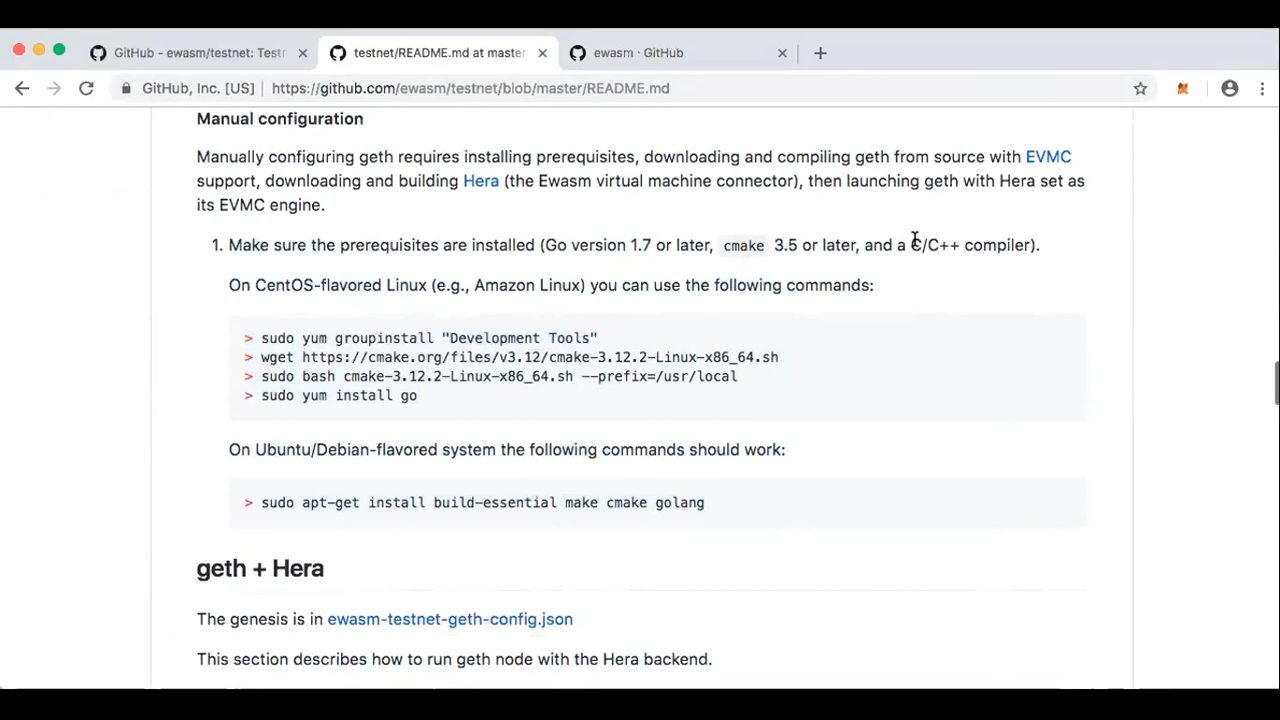 GitHub - ewasm/testnet: Testr
testnet/README.md at master
ewasm · GitHub
GitHub, Inc. [US] | https://github.com/ewasm/testnet/blob/master/README.md
Manual configuration
Manually configuring geth requires installing prerequisites, downloading and compiling geth from source with EVMC
support, downloading and building Hera (the Ewasm virtual machine connector), then launching geth with Hera set as
its EVMC engine.
1. Make sure the prerequisites are installed (Go version 1.7 or later, cmake 3.5 or later, and a C/C++ compiler).
On CentOS-flavored Linux (e.g., Amazon Linux) you can use the following commands:
> sudo yum groupinstall "Development Tools"
> wget https://cmake.org/files/v3.12/cmake-3.12.2-Linux-x86_64.sh
> sudo bash cmake-3.12.2-Linux-x86_64.sh --prefix=/usr/local
> sudo yum install go
On Ubuntu/Debian-flavored system the following commands should work:
> sudo apt-get install build-essential make cmake golang
geth + Hera
The genesis is in ewasm-testnet-geth-config.json
This section describes how to run geth node with the Hera backend.